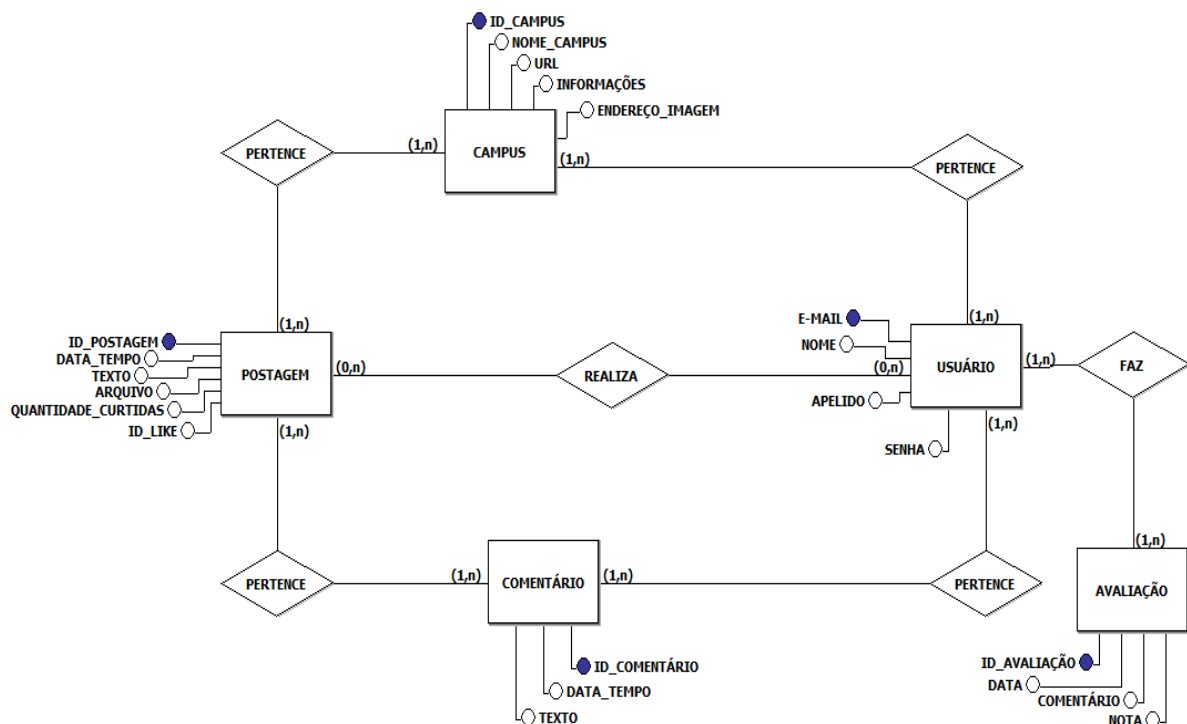 ID_CAMPUS
NOME_CAMPUS
URL
INFORMAÇÕES
ENDEREÇO_IMAGEM
PERTENCE
(1,n)
CAMPUS
(1,n)
PERTENCE
(1,n)
(1,n)
ID_POSTAGEM
DATA_TEMPO
TEXTO
ARQUIVO
QUANTIDADE_CURTIDAS
ID_LIKE
POSTAGEM
(0,n)
REALIZA
(0,n)
E-MAIL
NOME
APELIDO
SENHA
USUÁRIO
(1,n)
FAZ
(1,n)
(1,n)
(1,n)
PERTENCE
(1,n)
COMENTÁRIO
(1,n)
PERTENCE
AVALIAÇÃO
ID_COMENTÁRIO
DATA_TEMPO
TEXTO
ID_AVALIAÇÃO
DATA
COMENTÁRIO
NOTA